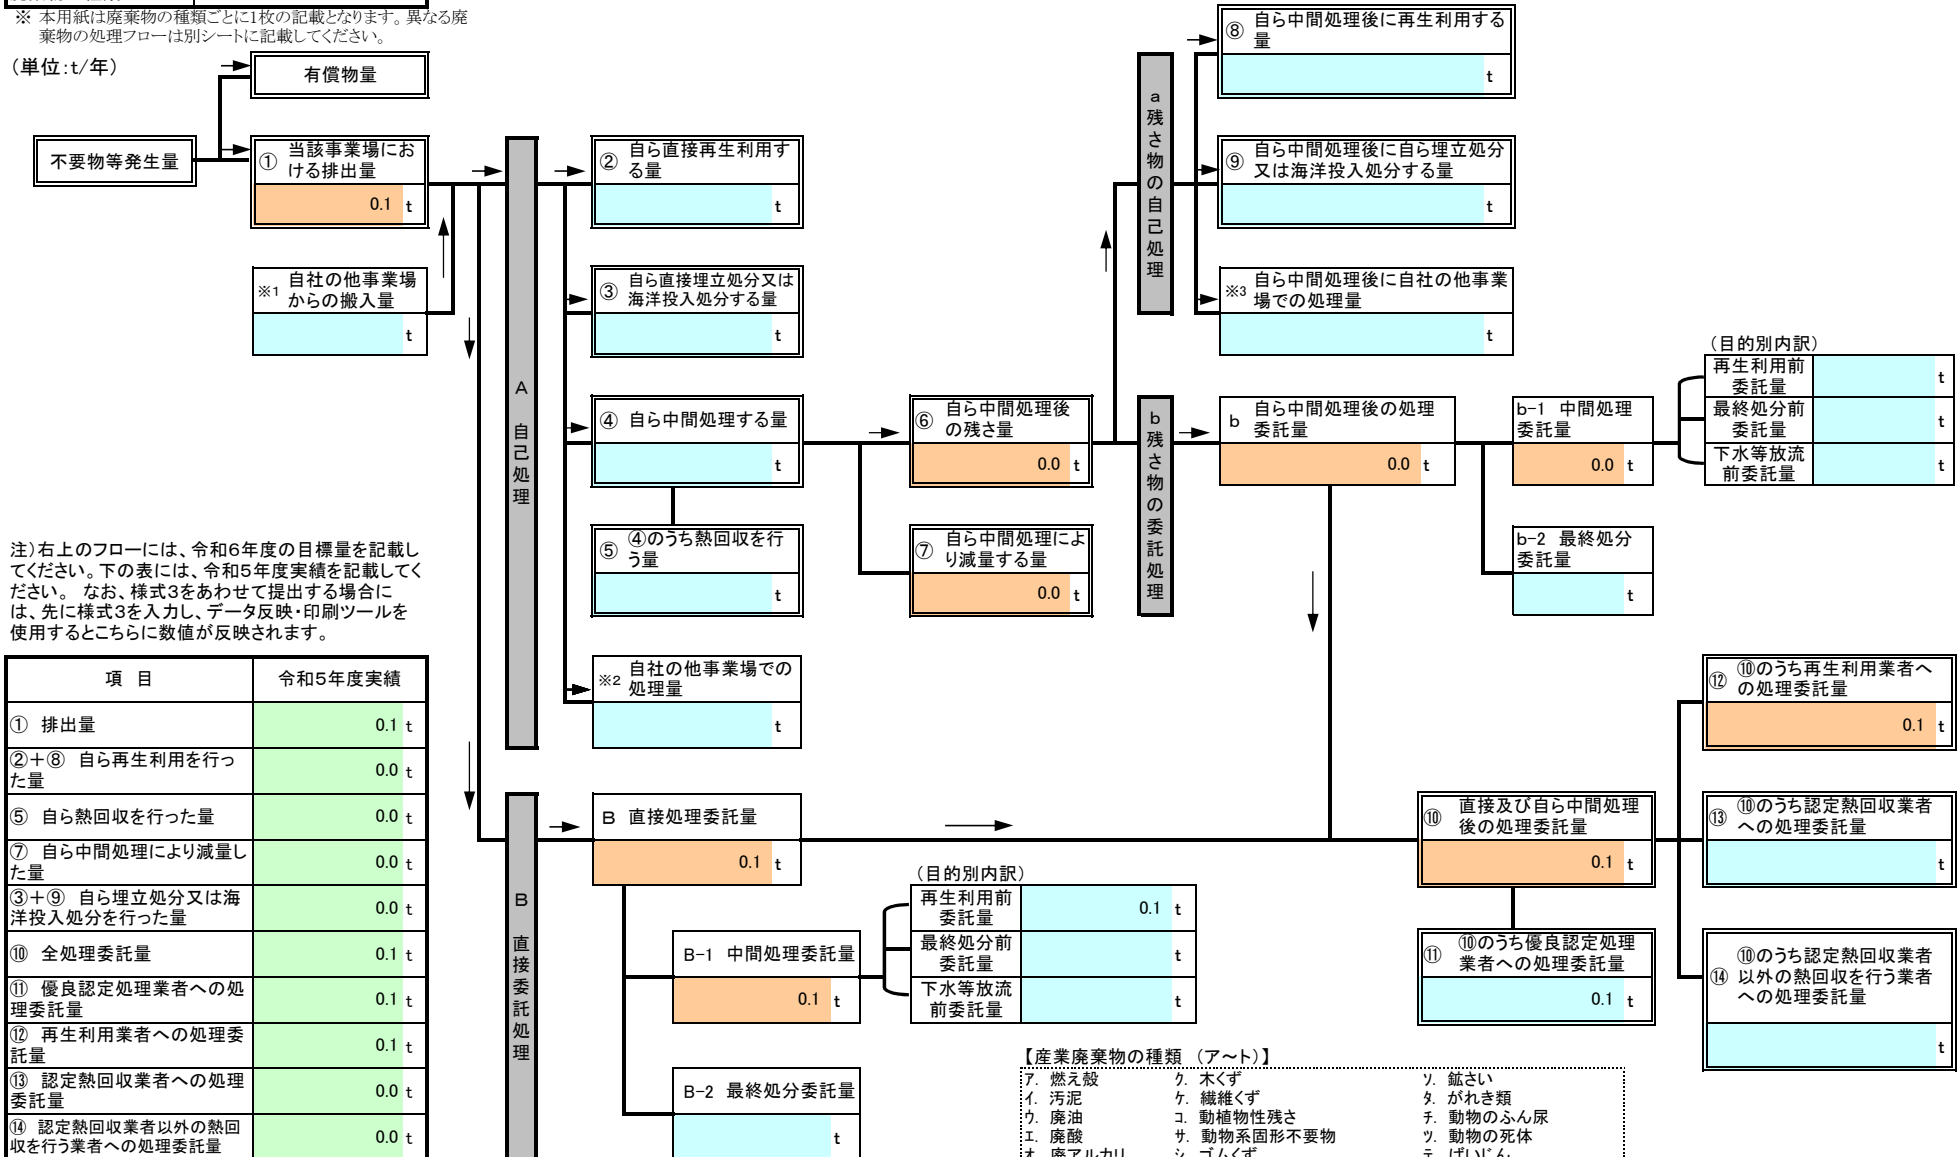 ※ 本用紙は廃棄物の種類ごとに1枚の記載となります。異なる廃
棄物の処理フローは別シートに記載してください。
（単位：t/年）
有償物量
不要物等発生量
① 当該事業場にお
ける排出量
0.1 t
※1 自社の他事業場
からの搬入量
t
A 自己処理
② 自ら直接再生利用す
る量
t
③ 自ら直接埋立処分又は
海洋投入処分する量
t
④ 自ら中間処理する量
t
⑤ ④のうち熱回収を行
う量
t
※2 自社の他事業場での
処理量
t
⑥ 自ら中間処理後
の残さ量
0.0 t
⑦ 自ら中間処理によ
り減量する量
0.0 t
a 残さ物の自己処理
⑧ 自ら中間処理後に再生利用する
量
t
⑨ 自ら中間処理後に自ら埋立処分
又は海洋投入処分する量
t
※3 自ら中間処理後に自社の他事業
場での処理量
t
b 残さ物の委託処理
b 自ら中間処理後の処理
委託量
0.0 t
b-1 中間処理
委託量
0.0 t
b-2 最終処分
委託量
t
（目的別内訳）
再生利用前
委託量
t
最終処分前
委託量
t
下水等放流
前委託量
t
注）右上のフローには、令和６年度の目標量を記載し
てください。下の表には、令和５年度実績を記載してく
ださい。 なお、様式３をあわせて提出する場合に
は、先に様式３を入力し、データ反映・印刷ツールを
使用するとこちらに数値が反映されます。
項 目 令和５年度実績
① 排出量 0.1 t
②＋⑧ 自ら再生利用を行っ
た量 0.0 t
⑤ 自ら熱回収を行った量 0.0 t
⑦ 自ら中間処理により減量し
た量 0.0 t
③＋⑨ 自ら埋立処分又は海
洋投入処分を行った量 0.0 t
⑩ 全処理委託量 0.1 t
⑪ 優良認定処理業者への処
理委託量 0.1 t
⑫ 再生利用業者への処理委
託量 0.1 t
⑬ 認定熱回収業者への処理
委託量 0.0 t
⑭ 認定熱回収業者以外の熱回
収を行う業者への処理委託量 0.0 t
B 直接委託処理
B 直接処理委託量
0.1 t
B-1 中間処理委託量
0.1 t
B-2 最終処分委託量
t
（目的別内訳）
再生利用前
委託量
0.1 t
最終処分前
委託量
t
下水等放流
前委託量
t
⑩ 直接及び自ら中間処理
後の処理委託量
0.1 t
⑪ ⑩のうち優良認定処理
業者への処理委託量
0.1 t
⑫ ⑩のうち再生利用業者へ
の処理委託量
0.1 t
⑬ ⑩のうち認定熱回収業者
への処理委託量
t
⑭ ⑩のうち認定熱回収業者
以外の熱回収を行う業者
への処理委託量
t
【産業廃棄物の種類 （ア～ト）】
ア. 燃え殻 ク. 木くず ソ. 鉱さい
イ. 汚泥 ケ. 繊維くず タ. がれき類
ウ. 廃油 コ. 動植物性残さ チ. 動物のふん尿
エ. 廃酸 サ. 動物系固形不要物 ツ. 動物の死体
オ. 廃アルカリ シ. ゴムくず テ. ばいじん